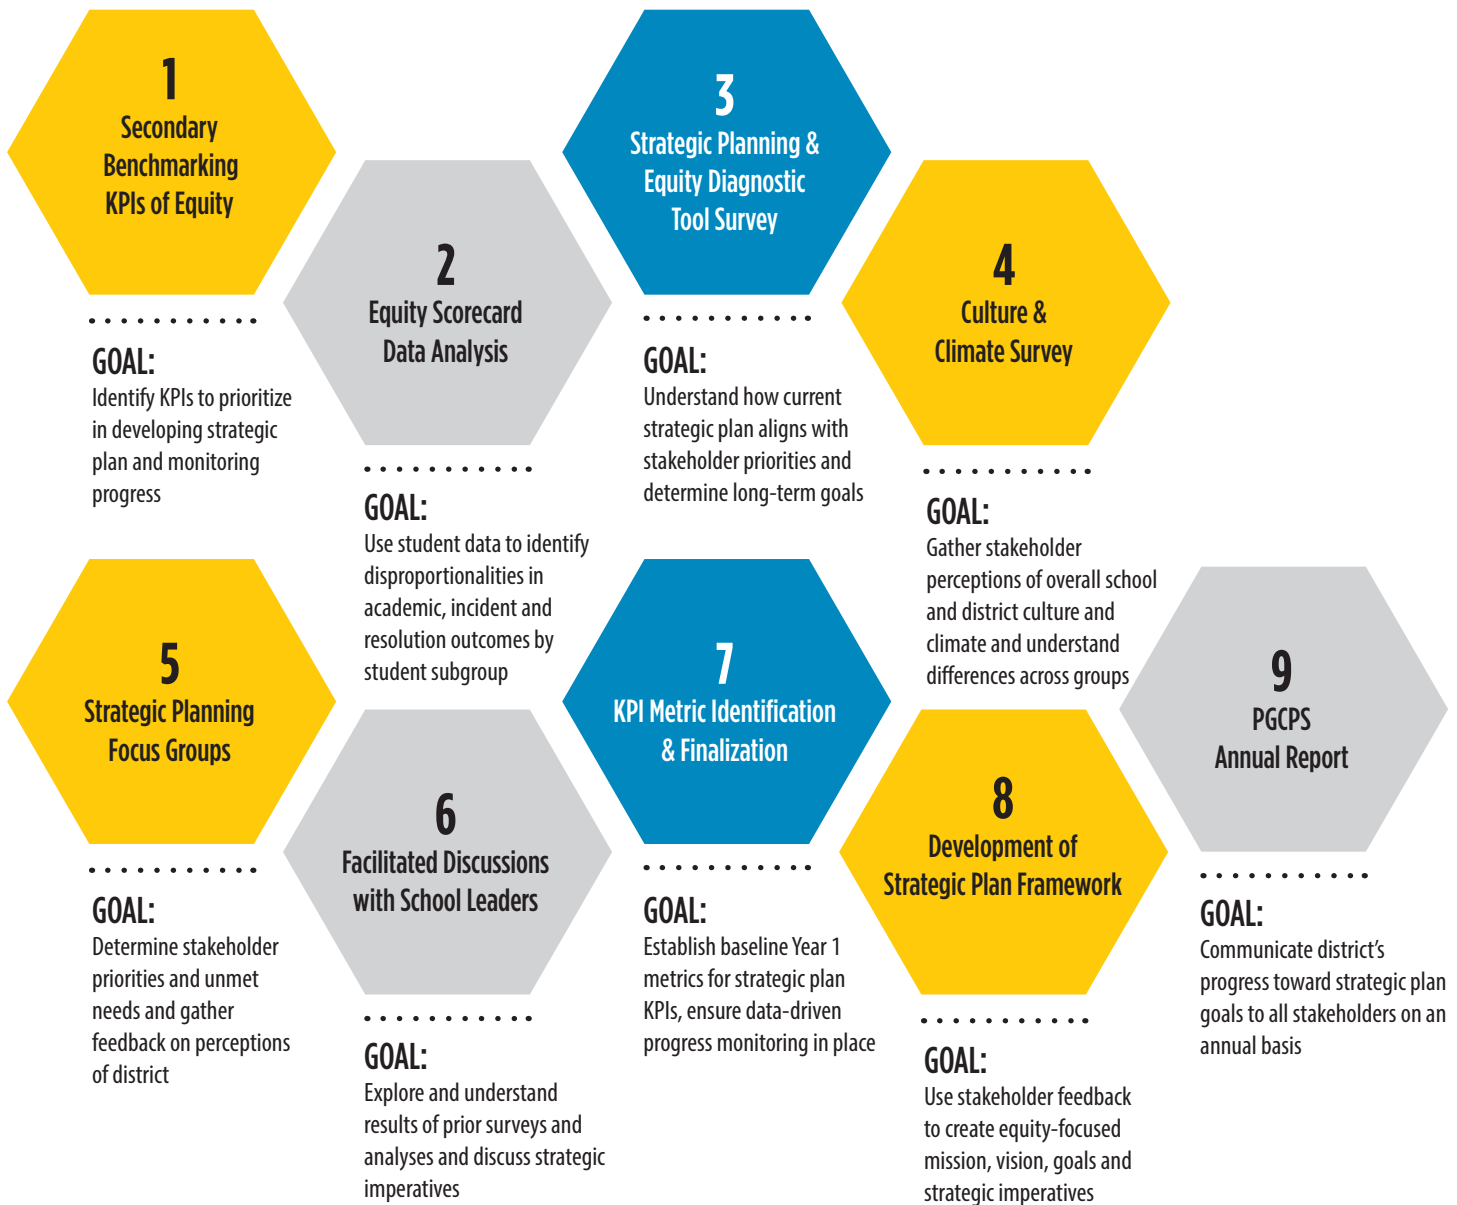 1
Secondary
Benchmarking
KPIs of Equity
GOAL:
Identify KPIs to prioritize
in developing strategic
plan and monitoring
progress
2
Equity Scorecard
Data Analysis
GOAL:
Use student data to identify
disproportionalities in
academic, incident and
resolution outcomes by
student subgroup
3
Strategic Planning &
Equity Diagnostic
Tool Survey
GOAL:
Understand how current
strategic plan aligns with
stakeholder priorities and
determine long-term goals
4
Culture &
Climate Survey
GOAL:
Gather stakeholder
perceptions of overall school
and district culture and
climate and understand
differences across groups
5
Strategic Planning
Focus Groups
GOAL:
Determine stakeholder
priorities and unmet
needs and gather
feedback on perceptions
of district
6
Facilitated Discussions
with School Leaders
GOAL:
Explore and understand
results of prior surveys and
analyses and discuss strategic
imperatives
7
KPI Metric Identification
& Finalization
GOAL:
Establish baseline Year 1
metrics for strategic plan
KPIs, ensure data-driven
progress monitoring in place
8
Development of
Strategic Plan Framework
GOAL:
Use stakeholder feedback
to create equity-focused
mission, vision, goals and
strategic imperatives
9
PGCPS
Annual Report
GOAL:
Communicate district’s
progress toward strategic plan
goals to all stakeholders on an
annual basis